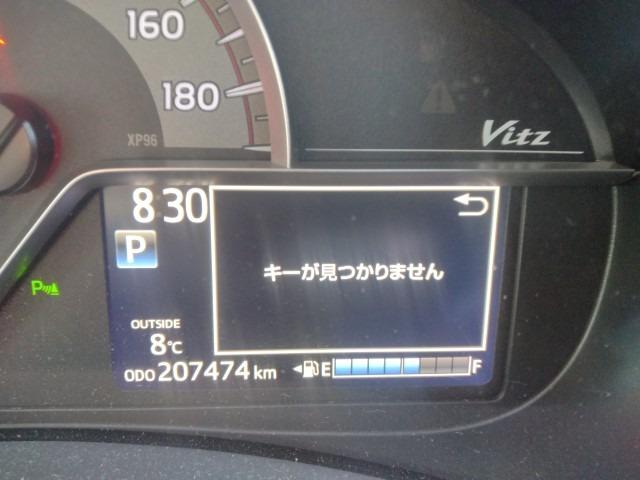 160
180
XP96
Vitz
8:30
P
キーが見つかりません
P
OUTSIDE
8℃
ODO 207474 km
E F